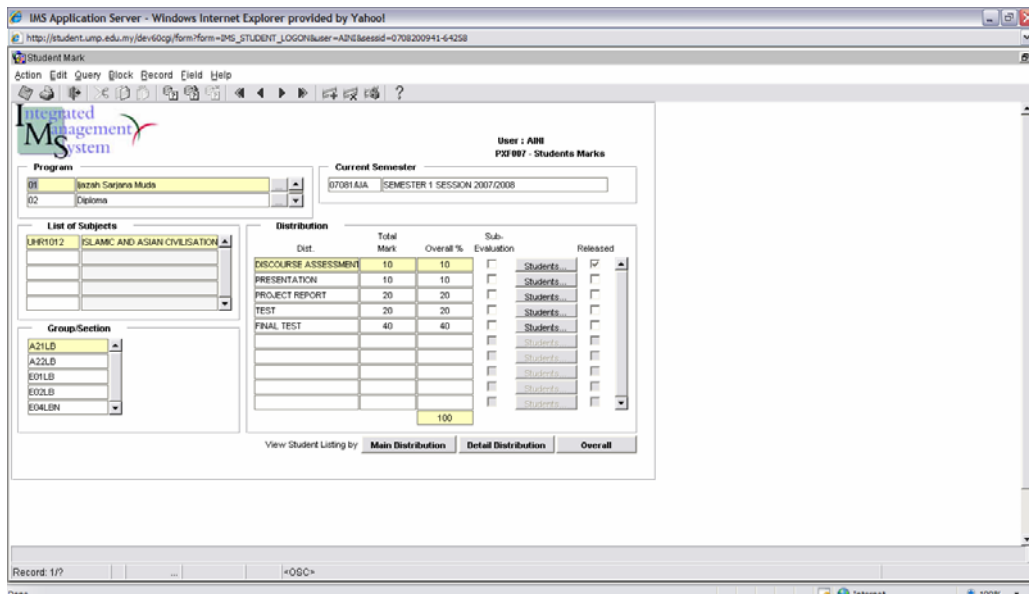 IMS Application Server - Windows Internet Explorer provided by Yahoo!
http://student.ump.edu.my/dev60cgi/form?form=IMS_STUDENT_LOGON&user=AINI&sessid=0708200941-64258
Student Mark
Action Edit Query Block Record Field Help
Integrated
Management
System
User : AINI
PXF007 - Students Marks
Program
01 Ijazah Sarjana Muda
02 Diploma
Current Semester
07081 SEMESTER 1 SESSION 2007/2008
List of Subjects
UHR1012 ISLAMIC AND ASIAN CIVILISATION
Group/Section
A21LB
A22LB
E01LB
E02LB
E04LBN
Distribution
Dist. Total Mark Overall % Sub-Evaluation Released
DISCOURSE ASSESSMENT 10 10 Students...
PRESENTATION 10 10 Students...
PROJECT REPORT 20 20 Students...
TEST 20 20 Students...
FINAL TEST 40 40 Students...
Students...
Students...
Students...
Students...
Students...
100
View Student Listing by Main Distribution Detail Distribution Overall
Record: 1/? ... <OSC>
Done Internet 100%